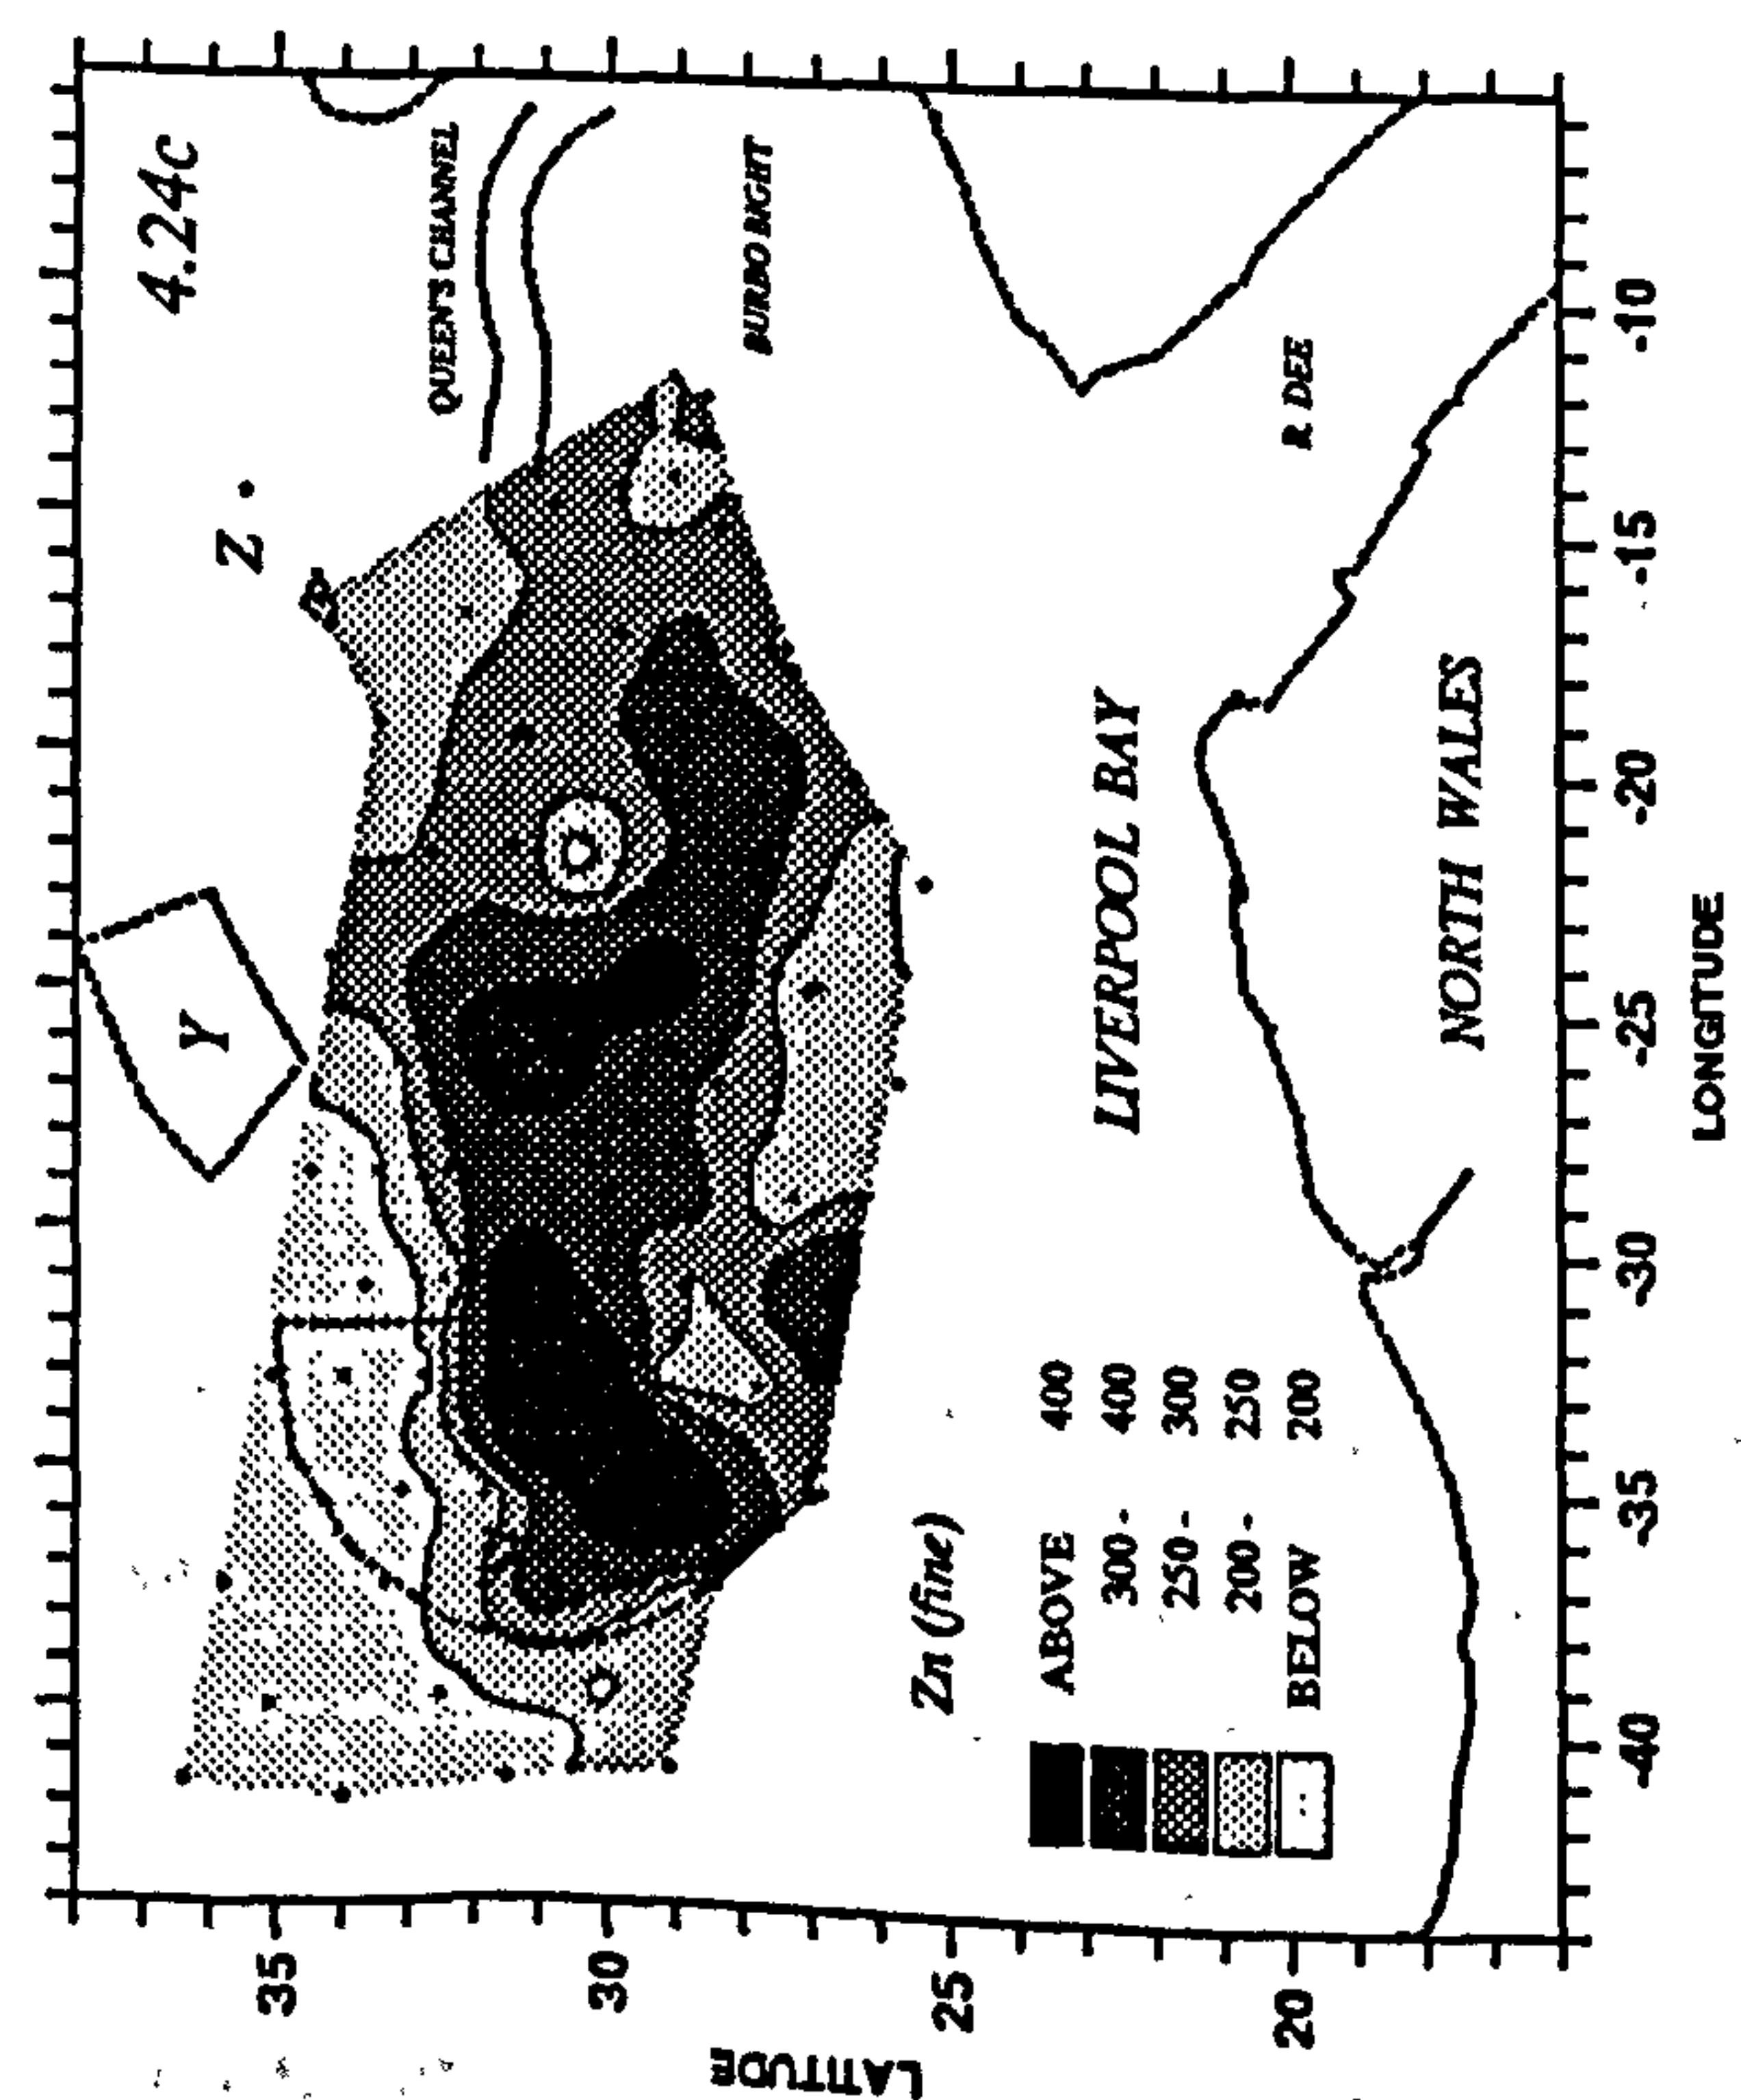 4.24c
Z
Y
QUEEN'S CHANNEL
BURBO BIGHT
R. DEE
LIVERPOOL BAY
NORTH WALES
Zn (fine)
ABOVE 400
300 - 400
250 - 300
200 - 250
BELOW 200
LATITUDE
35
30
25
20
-40
-35
-30
-25
-20
-15
-10
LONGITUDE